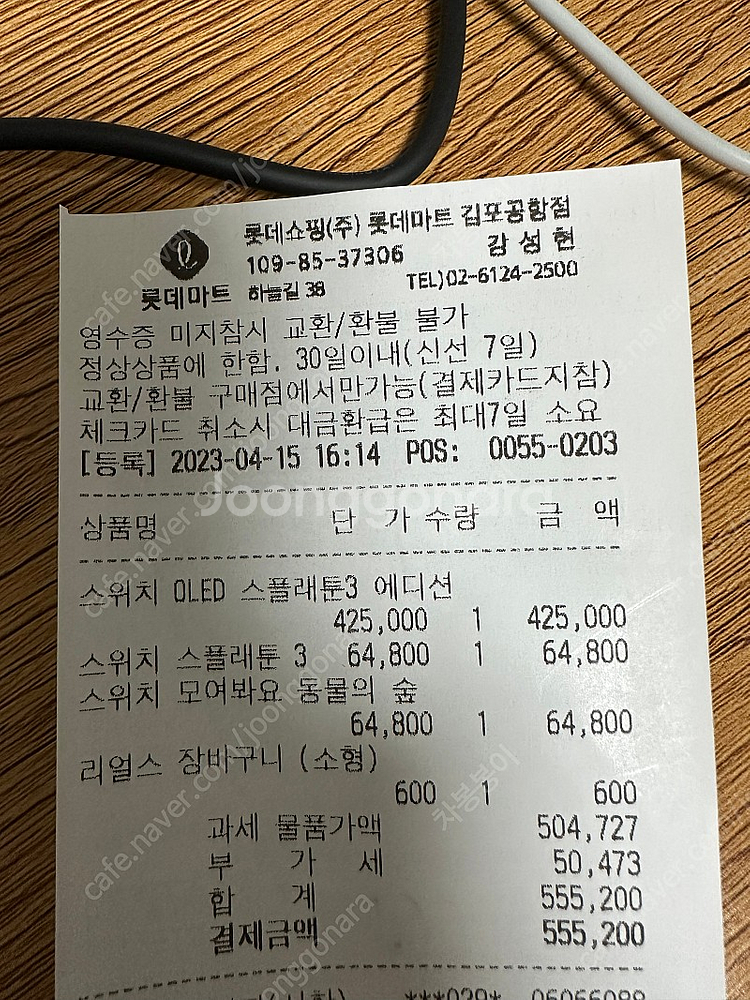 롯데쇼핑(주) 롯데마트 김포공항점
109-85-37306 강 성 현
롯데마트 하늘길 38 TEL)02-6124-2500
영수증 미지참시 교환/환불 불가
정상상품에 한함. 30일이내(신선 7일)
교환/환불 구매점에서만가능(결제카드지참)
체크카드 취소시 대금환급은 최대7일 소요
[등록] 2023-04-15 16:14 POS: 0055-0203
상품명 단 가 수량 금 액
스위치 OLED 스플래툰3 에디션
425,000 1 425,000
스위치 스플래툰 3 64,800 1 64,800
스위치 모여봐요 동물의 숲
64,800 1 64,800
리얼스 장바구니 (소형)
600 1 600
과세 물품가액 504,727
부 가 세 50,473
합 계 555,200
결제금액 555,200
Joonggonara
차봉봉이